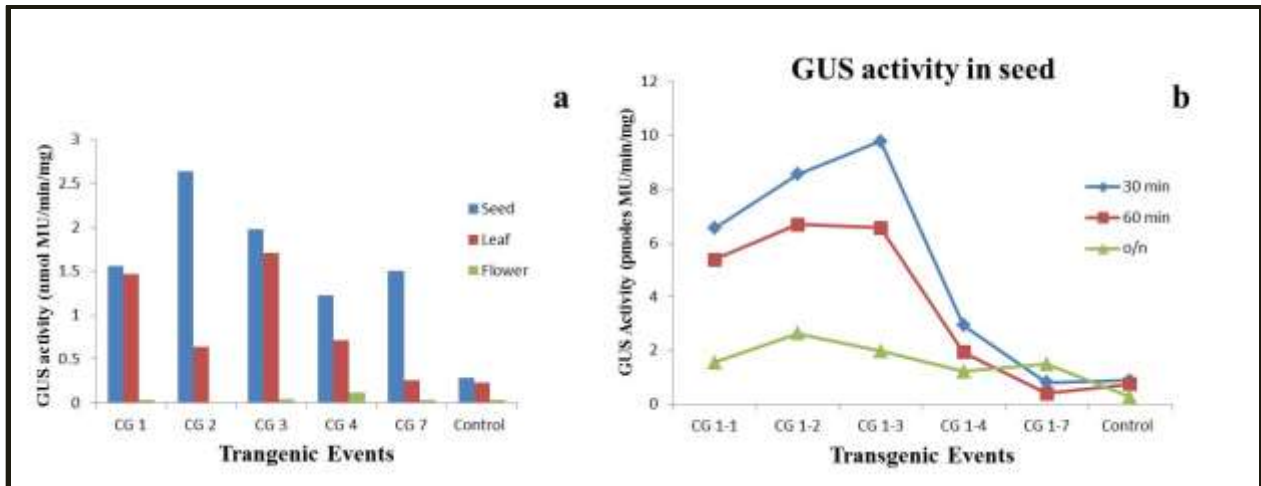 a
GUS activity (nmol MU/min/mg)
3
2.5
2
1.5
1
0.5
0
Seed
Leaf
Flower
CG 1 CG 2 CG 3 CG 4 CG 7 Control
Trangenic Events
GUS activity in seed
b
GUS Activity (pmoles MU/min/mg)
12
10
8
6
4
2
0
30 min
60 min
o/n
CG 1-1 CG 1-2 CG 1-3 CG 1-4 CG 1-7 Control
Transgenic Events